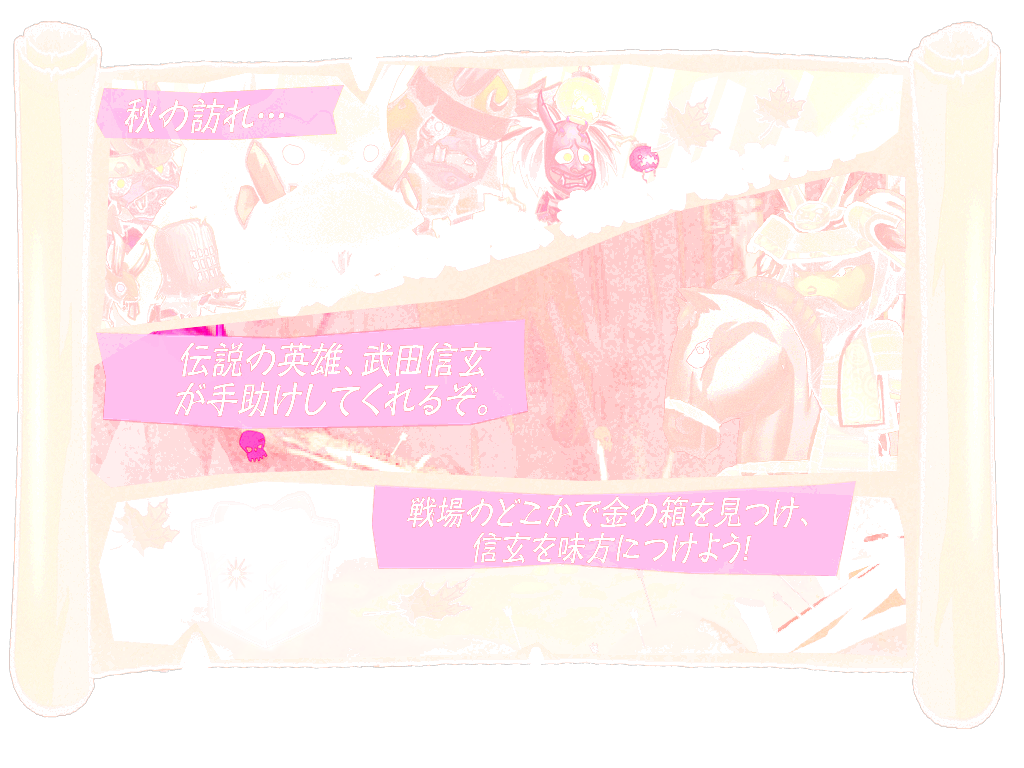 秋の訪れ…
伝説の英雄、武田信玄
が手助けしてくれるぞ。
戦場のどこかで金の箱を見つけ、
信玄を味方につけよう!